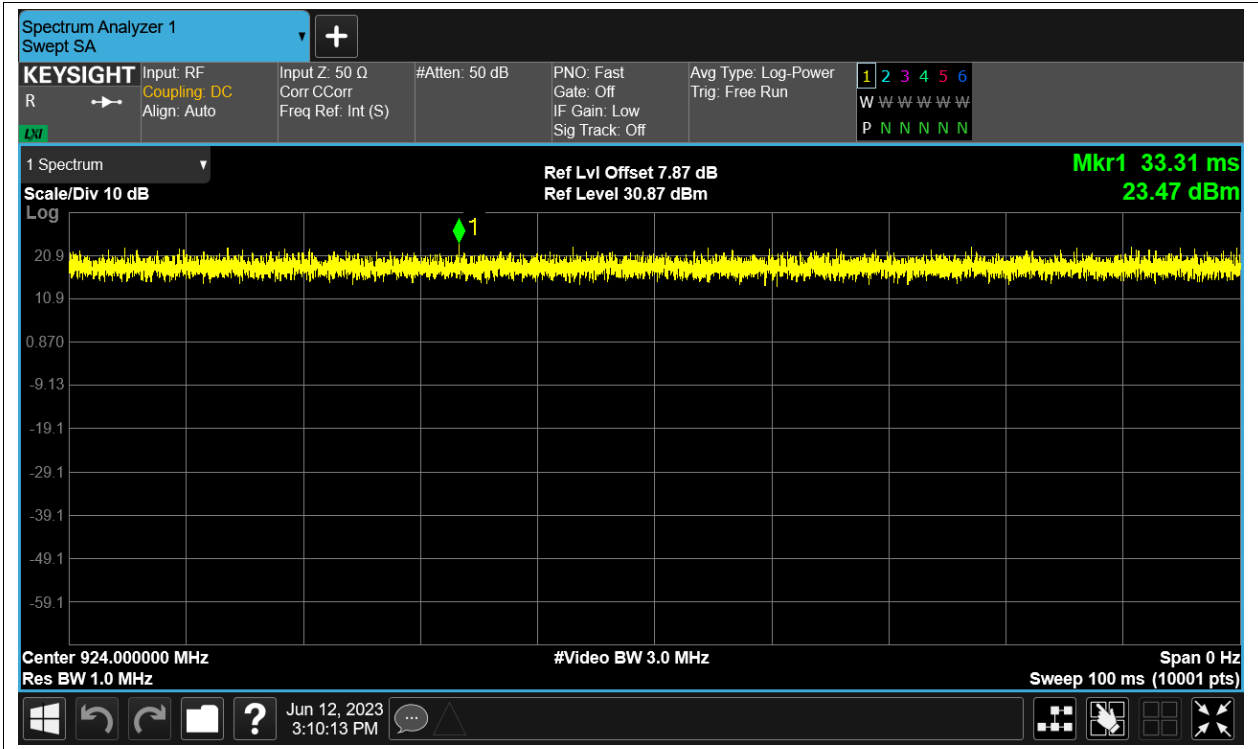 Spectrum Analyzer 1
Swept SA
KEYSIGHT
R
LXI
Input: RF
Coupling: DC
Align: Auto
Input Z: 50 Ω
Corr CCorr
Freq Ref: Int (S)
#Atten: 50 dB
PNO: Fast
Gate: Off
IF Gain: Low
Sig Track: Off
Avg Type: Log-Power
Trig: Free Run
1 2 3 4 5 6
W W W W W W
P N N N N N
1 Spectrum
Scale/Div 10 dB
Log
Ref Lvl Offset 7.87 dB
Ref Level 30.87 dBm
Mkr1 33.31 ms
23.47 dBm
1
20.9
10.9
0.870
-9.13
-19.1
-29.1
-39.1
-49.1
-59.1
Center 924.000000 MHz
Res BW 1.0 MHz
#Video BW 3.0 MHz
Span 0 Hz
Sweep 100 ms (10001 pts)
?
Jun 12, 2023
3:10:13 PM